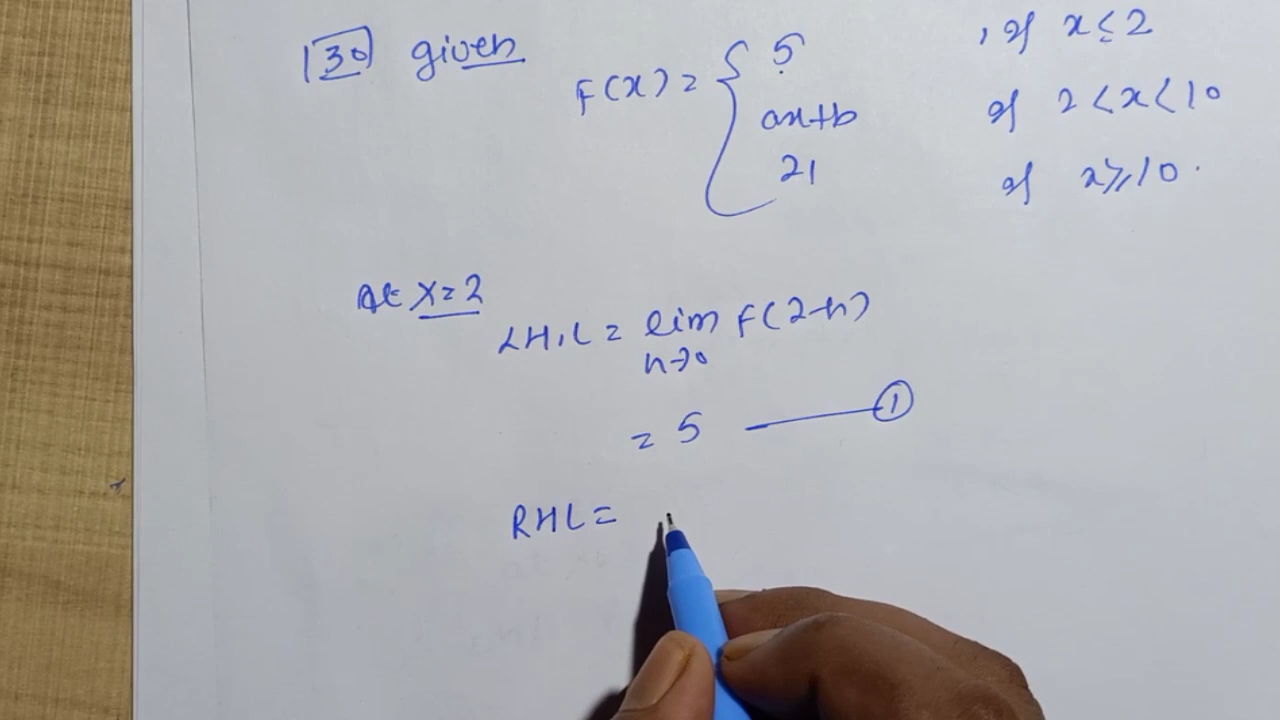 130 given
F(x) = { 5 , if x ≤ 2
ax+b if 2 < x < 10
21 if x ≥ 10.
At x=2
LHL = lim F(2-h)
h→0
= 5 ——— ①
RHL =